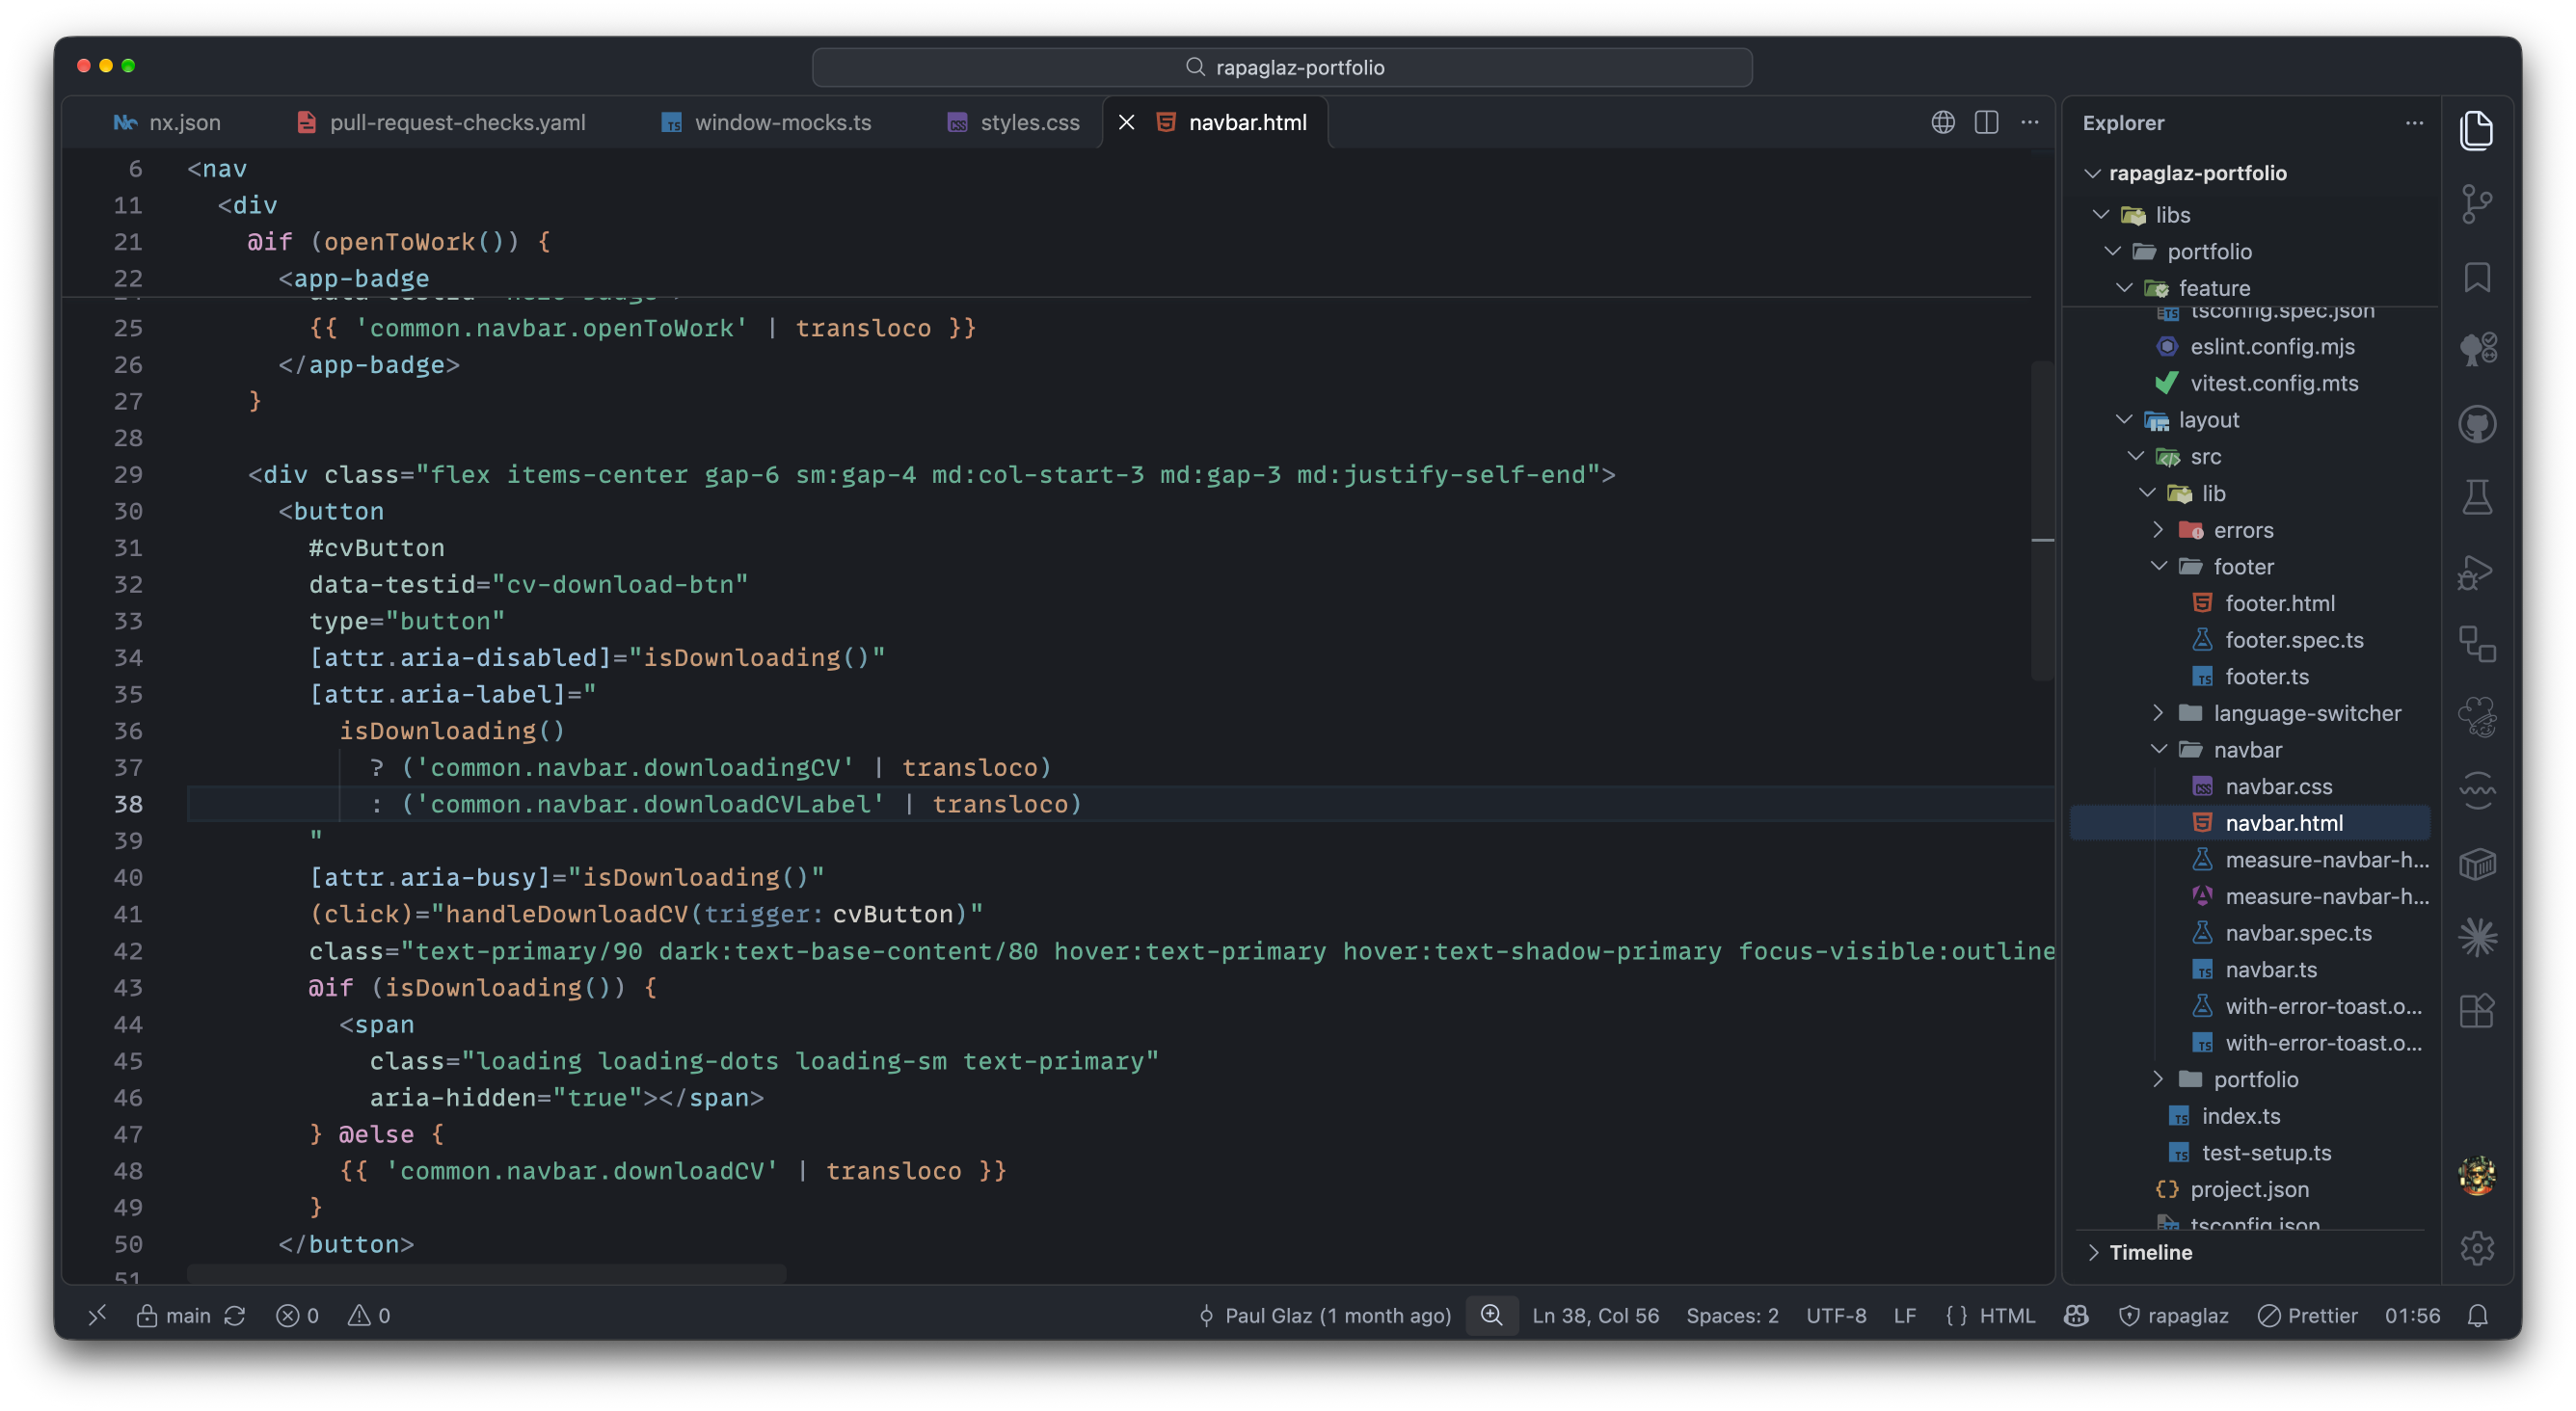 rapaglaz-portfolio
nx.json
pull-request-checks.yaml
window-mocks.ts
styles.css
navbar.html
6 <nav
11 <div
21 @if (openToWork()) {
22 <app-badge
25 {{ 'common.navbar.openToWork' | transloco }}
26 </app-badge>
27 }
28
29 <div class="flex items-center gap-6 sm:gap-4 md:col-start-3 md:gap-3 md:justify-self-end">
30 <button
31 #cvButton
32 data-testid="cv-download-btn"
33 type="button"
34 [attr.aria-disabled]="isDownloading()"
35 [attr.aria-label]="
36 isDownloading()
37 ? ('common.navbar.downloadingCV' | transloco)
38 : ('common.navbar.downloadCVLabel' | transloco)
39 "
40 [attr.aria-busy]="isDownloading()"
41 (click)="handleDownloadCV(trigger: cvButton)"
42 class="text-primary/90 dark:text-base-content/80 hover:text-primary hover:text-shadow-primary focus-visible:outline
43 @if (isDownloading()) {
44 <span
45 class="loading loading-dots loading-sm text-primary"
46 aria-hidden="true"></span>
47 } @else {
48 {{ 'common.navbar.downloadCV' | transloco }}
49 }
50 </button>
51
Explorer
rapaglaz-portfolio
libs
portfolio
feature
tsconfig.spec.json
eslint.config.mjs
vitest.config.mts
layout
src
lib
errors
footer
footer.html
footer.spec.ts
footer.ts
language-switcher
navbar
navbar.css
navbar.html
measure-navbar-h...
measure-navbar-h...
navbar.spec.ts
navbar.ts
with-error-toast.o...
with-error-toast.o...
portfolio
index.ts
test-setup.ts
project.json
tsconfig.json
Timeline
main
0
0
Paul Glaz (1 month ago)
Ln 38, Col 56
Spaces: 2
UTF-8
LF
{ } HTML
rapaglaz
Prettier
01:56